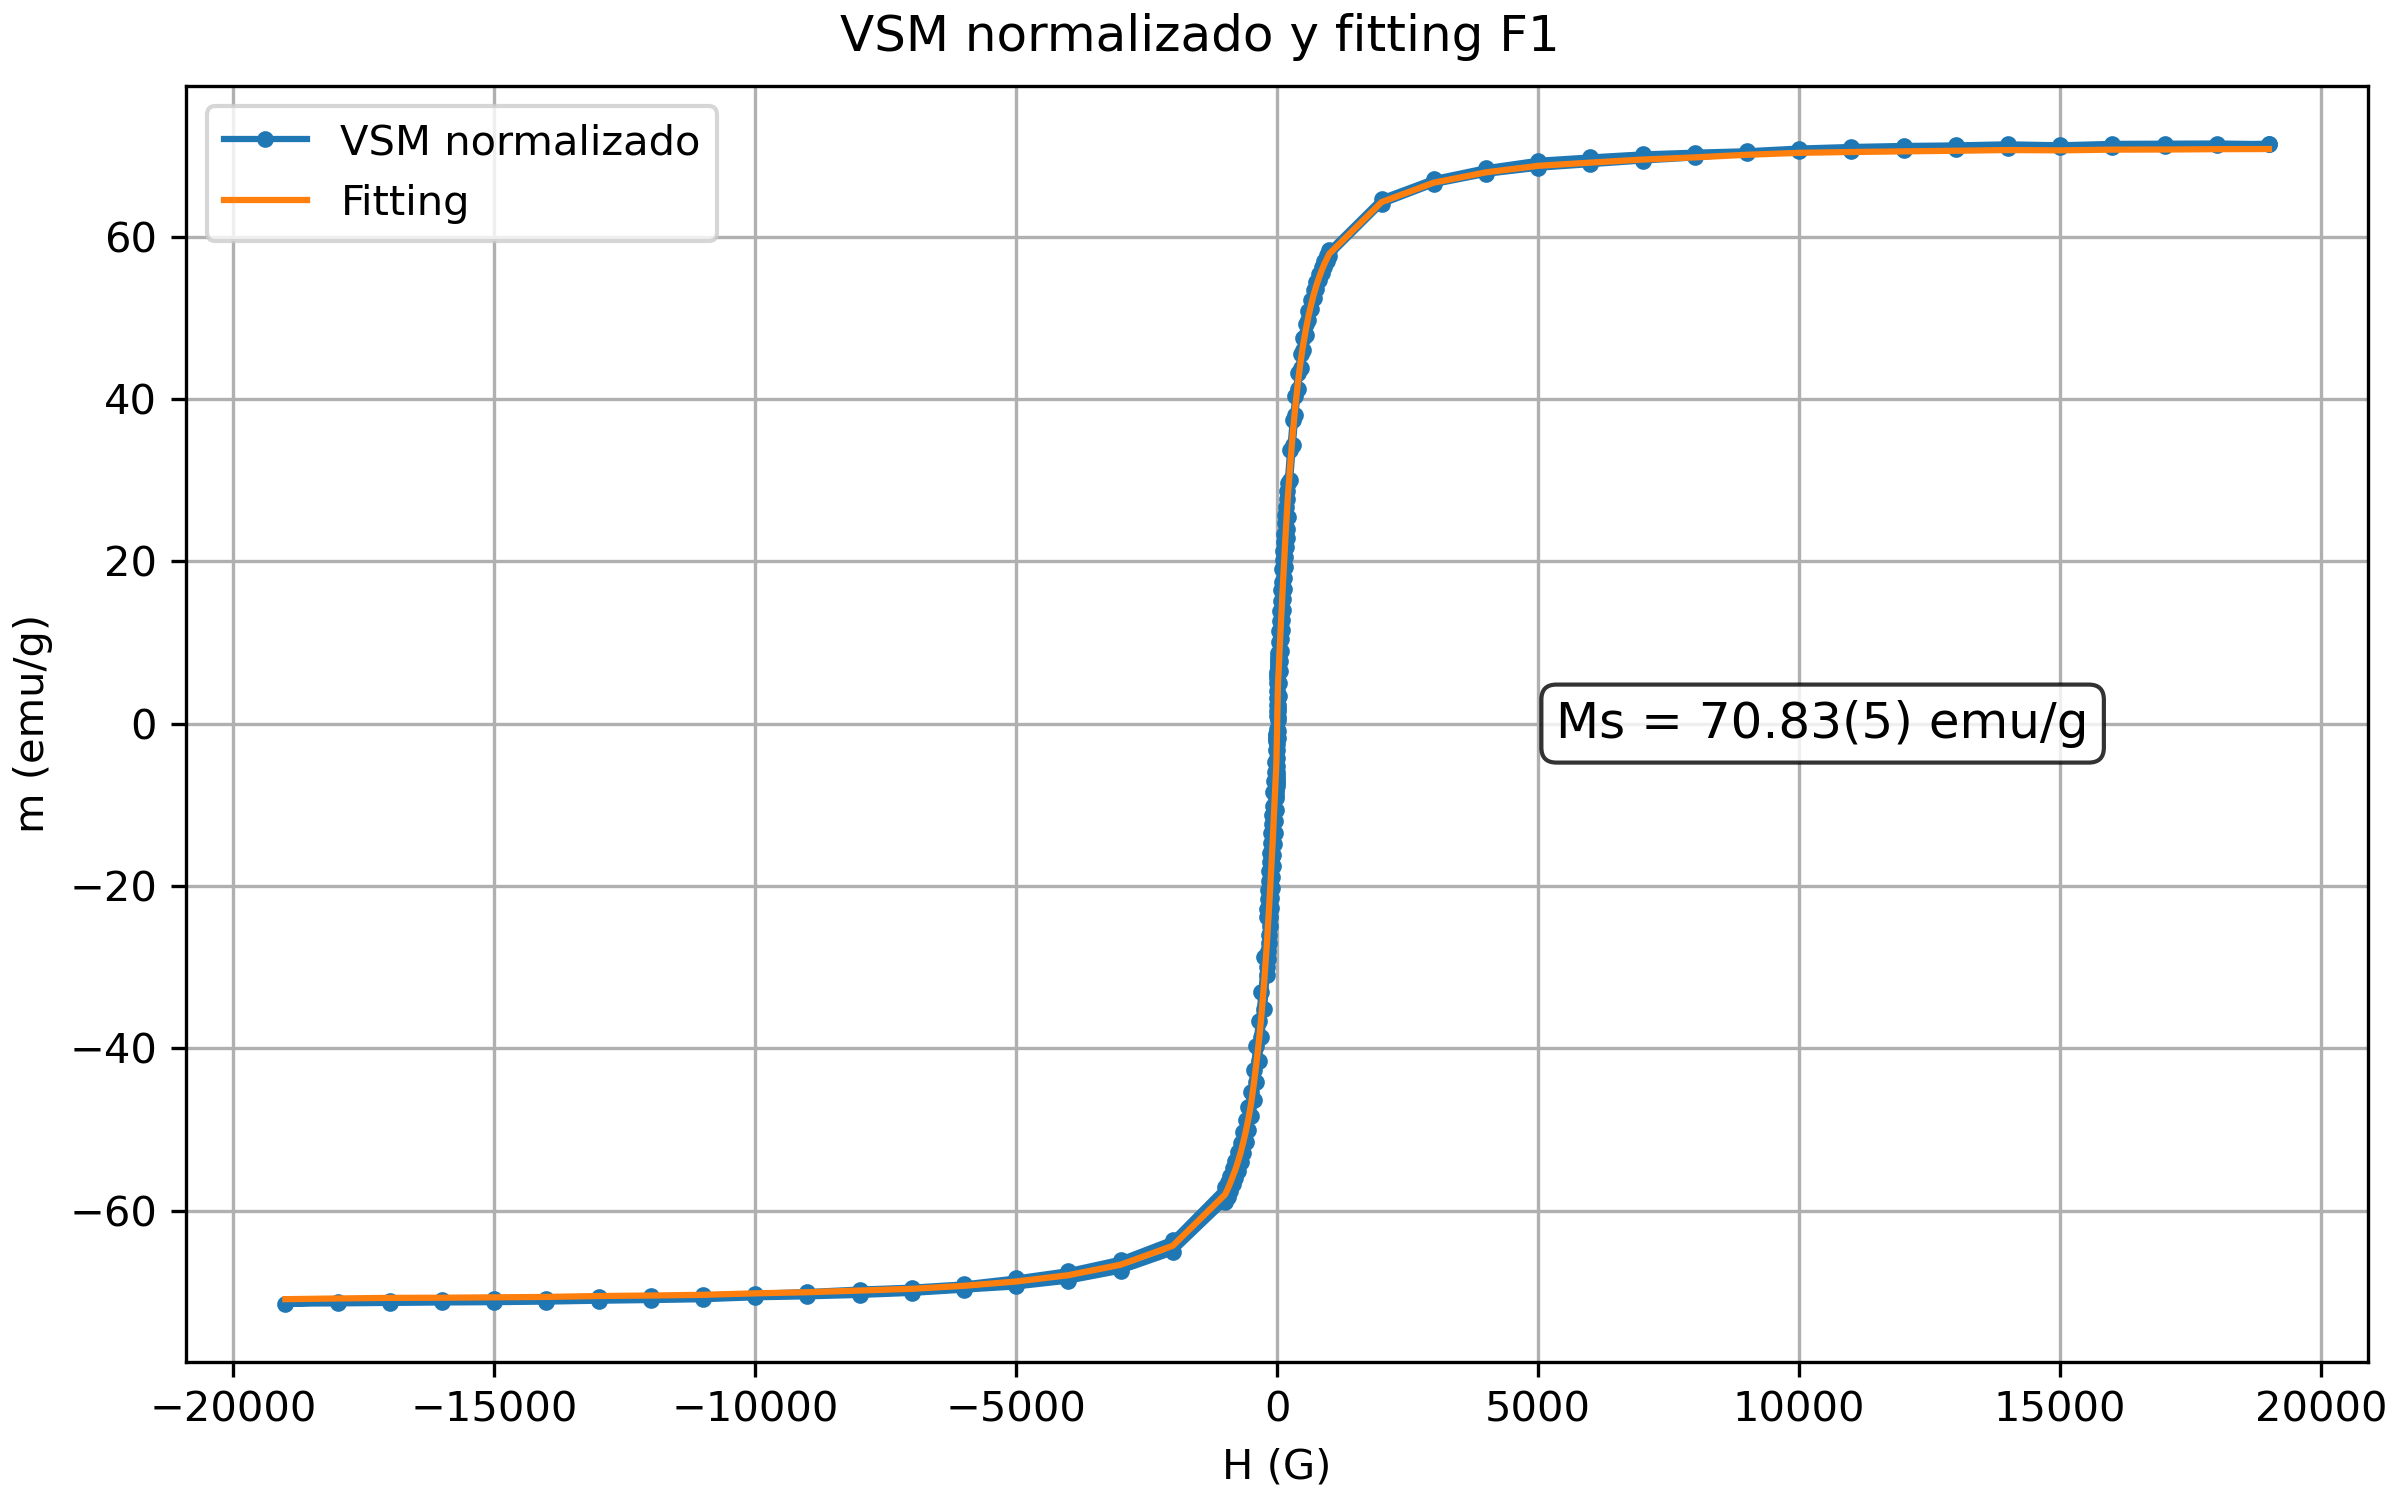 VSM normalizado y fitting F1
VSM normalizado
Fitting
60
40
20
0
−20
−40
−60
m (emu/g)
Ms = 70.83(5) emu/g
−20000 −15000 −10000 −5000 0 5000 10000 15000 20000
H (G)